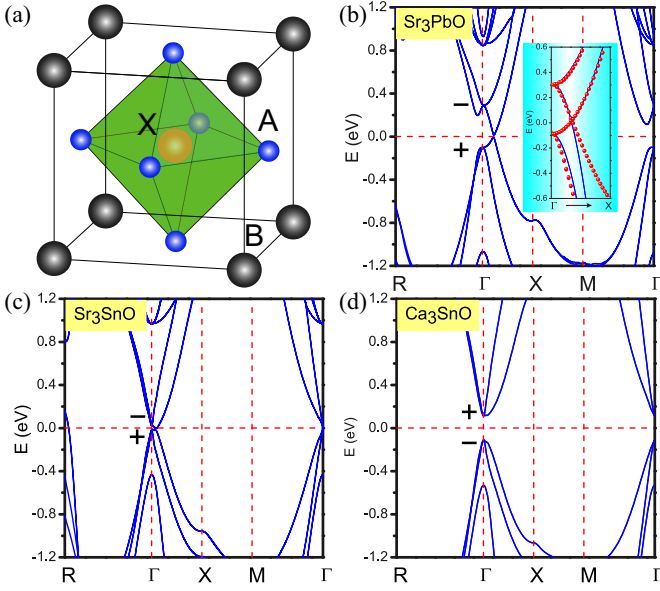 (a)
X
A
B
(b)
Sr₃PbO
E (eV)
1.2
0.8
0.4
0.0
-0.4
-0.8
-1.2
−
+
R
Γ
X
M
Γ
E (eV)
0.6
0.4
0.2
0.0
-0.2
-0.4
-0.6
Γ
X
(c)
Sr₃SnO
E (eV)
1.2
0.8
0.4
0.0
-0.4
-0.8
-1.2
−
+
R
Γ
X
M
Γ
(d)
Ca₃SnO
E (eV)
1.2
0.8
0.4
0.0
-0.4
-0.8
-1.2
+
−
R
Γ
X
M
Γ